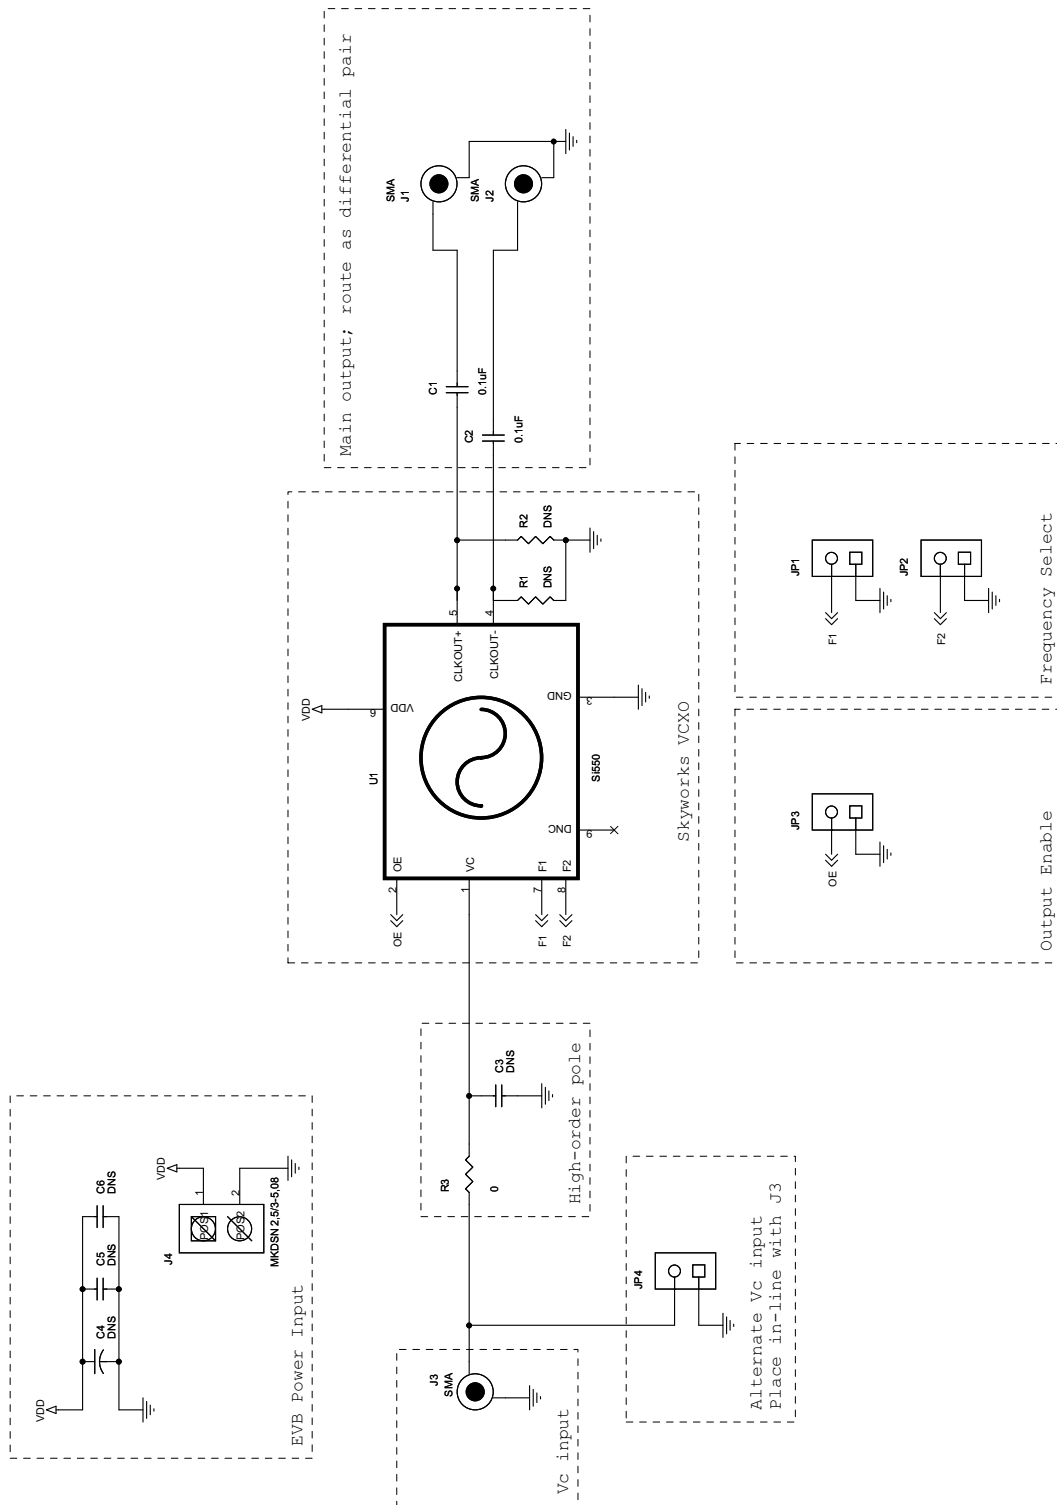 Main output; route as differential pair
SMA
J1
SMA
J2
C1
0.1uF
C2
0.1uF
R2
DNS
R1
DNS
5
4
CLKOUT+
CLKOUT-
VDD
6
VDD
GND
3
U1
Si550
DNC
9
OE
VC
F1
F2
2
1
7
8
OE
F1
F2
Skyworks VCXO
JP1
F1
JP2
F2
Frequency Select
JP3
OE
Output Enable
C3
DNS
R3
0
High-order pole
JP4
Alternate Vc input
Place in-line with J3
J3
SMA
Vc input
VDD
C4
DNS
C5
DNS
C6
DNS
VDD
1
2
POS1
POS2
J4
MKDSN 2,5/3-5,08
EVB Power Input